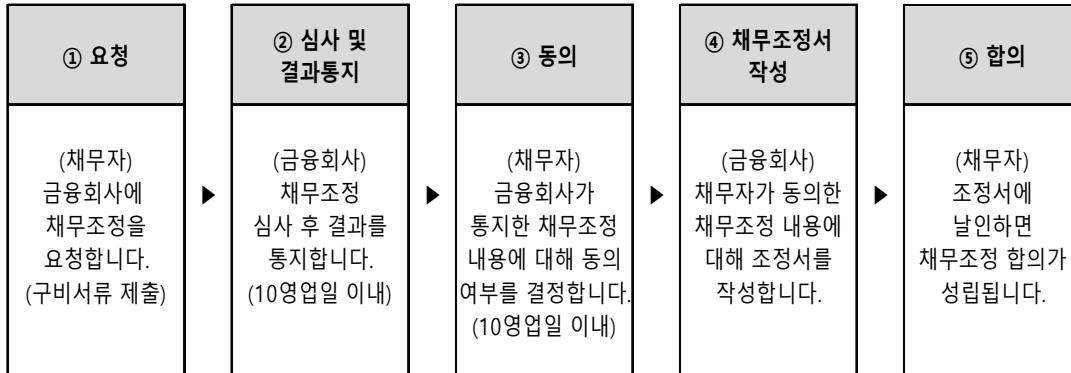 ① 요청
(채무자)
금융회사에
채무조정을
요청합니다.
(구비서류 제출)
▶
② 심사 및
결과통지
(금융회사)
채무조정
심사 후 결과를
통지합니다.
(10영업일 이내)
▶
③ 동의
(채무자)
금융회사가
통지한 채무조정
내용에 대해 동의
여부를 결정합니다.
(10영업일 이내)
▶
④ 채무조정서
작성
(금융회사)
채무자가 동의한
채무조정 내용에
대해 조정서를
작성합니다.
▶
⑤ 합의
(채무자)
조정서에
날인하면
채무조정 합의가
성립됩니다.